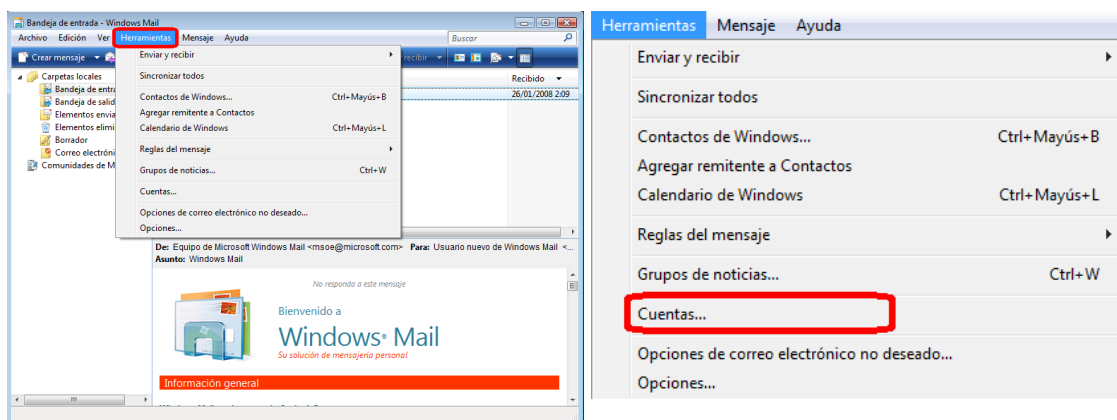 Bandeja de entrada - Windows Mail
Archivo Edición Ver Herramientas Mensaje Ayuda
Buscar
Crear mensaje
recibir
Carpetas locales
Bandeja de entra
Bandeja de salid
Elementos envia
Elementos elimi
Borrador
Correo electróni
Comunidades de M
Enviar y recibir
Sincronizar todos
Contactos de Windows... Ctrl+Mayús+B
Agregar remitente a Contactos
Calendario de Windows Ctrl+Mayús+L
Reglas del mensaje
Grupos de noticias... Ctrl+W
Cuentas...
Opciones de correo electrónico no deseado...
Opciones...
Recibido
26/01/2008 2:09
De: Equipo de Microsoft Windows Mail <msoe@microsoft.com> Para: Usuario nuevo de Windows Mail <...
Asunto: Windows Mail
No responda a este mensaje
Bienvenido a
Windows® Mail
Su solución de mensajería personal
Información general
Herramientas Mensaje Ayuda
Enviar y recibir
Sincronizar todos
Contactos de Windows... Ctrl+Mayús+B
Agregar remitente a Contactos
Calendario de Windows Ctrl+Mayús+L
Reglas del mensaje
Grupos de noticias... Ctrl+W
Cuentas...
Opciones de correo electrónico no deseado...
Opciones...